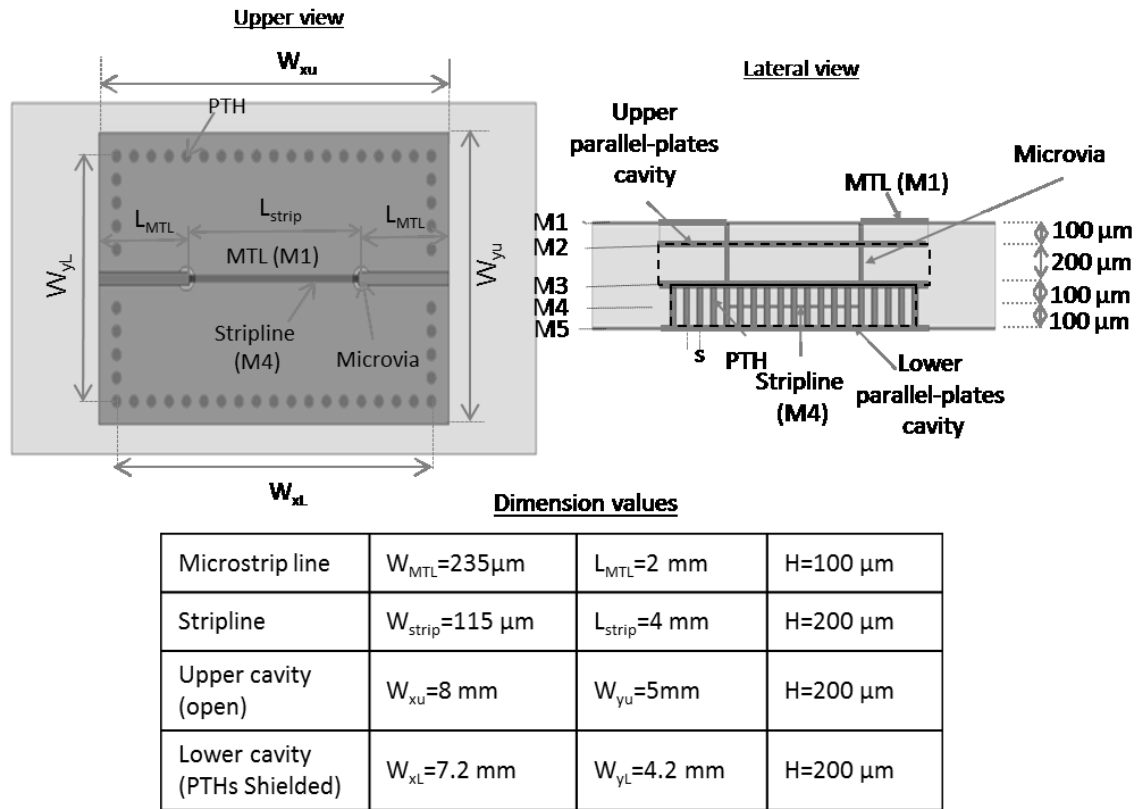 Upper view
W_xu
PTH
L_MTL
L_strip
L_MTL
MTL (M1)
W_yL
W_yu
Stripline
(M4)
Microvia
W_xL
Lateral view
Upper
parallel-plates
cavity
Microvia
MTL (M1)
M1
M2
M3
M4
M5
100 μm
200 μm
100 μm
100 μm
s
PTH
Stripline
(M4)
Lower
parallel-plates
cavity
Dimension values
Microstrip line W_MTL=235μm L_MTL=2 mm H=100 μm
Stripline W_strip=115 μm L_strip=4 mm H=200 μm
Upper cavity
(open) W_xu=8 mm W_yu=5mm H=200 μm
Lower cavity
(PTHs Shielded) W_xL=7.2 mm W_yL=4.2 mm H=200 μm